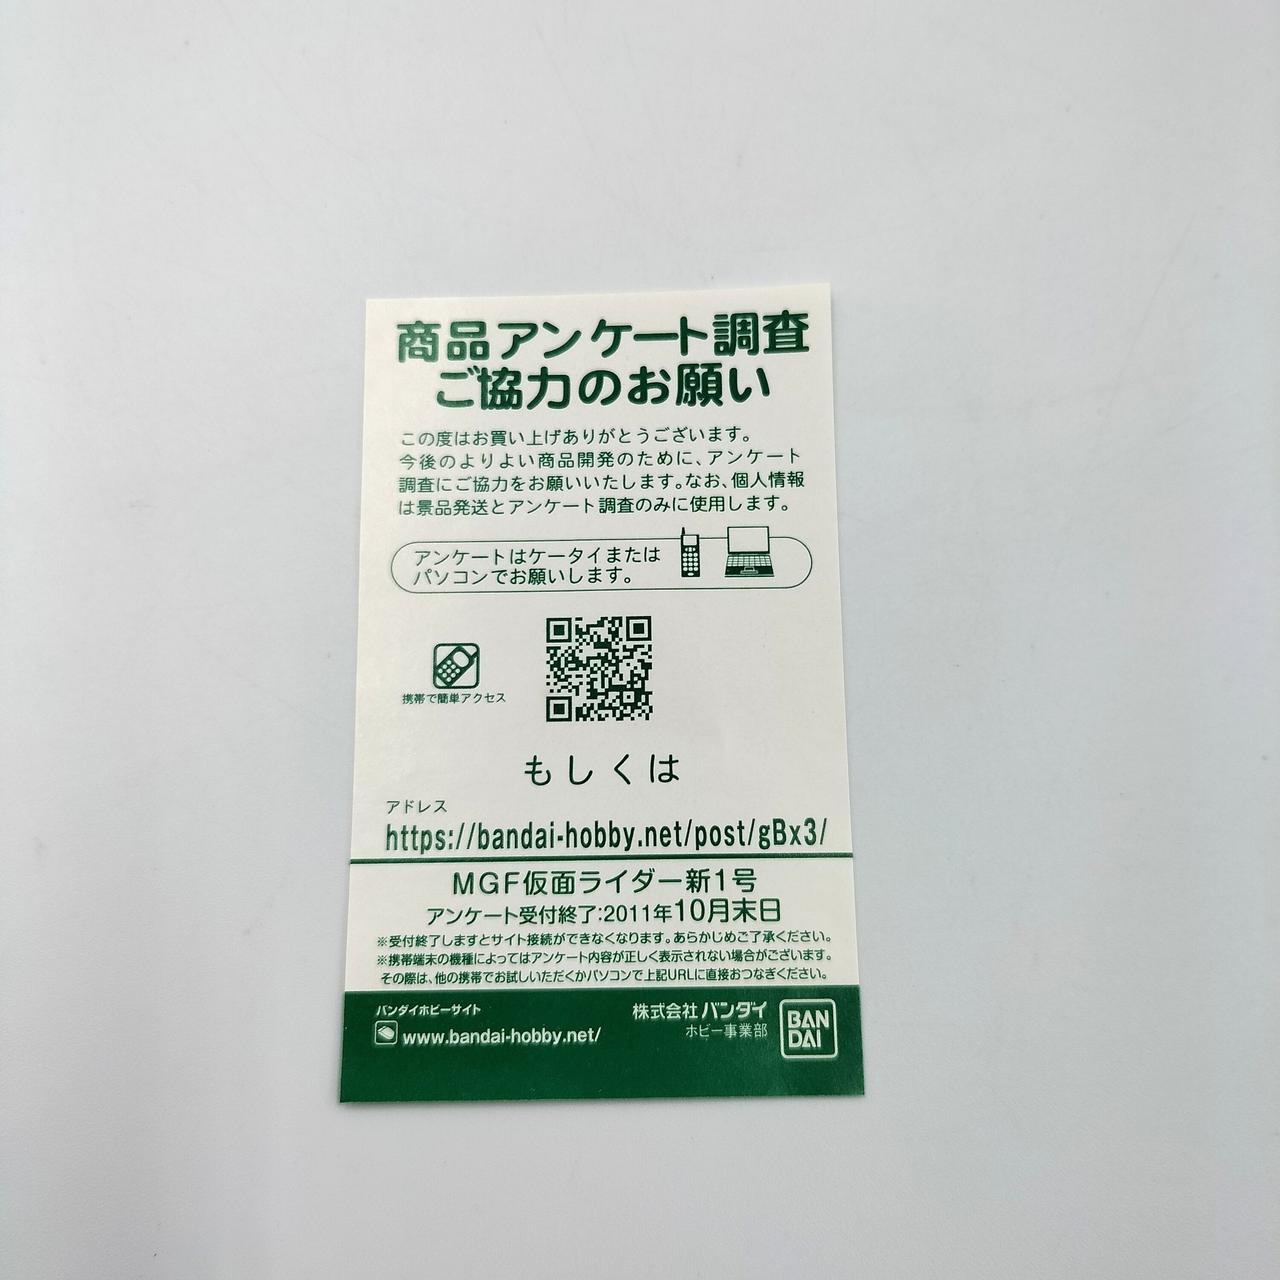 商品アンケート調査
ご協力のお願い
この度はお買い上げありがとうございます。
今後のよりよい商品開発のために、アンケート
調査にご協力をお願いいたします。なお、個人情報
は景品発送とアンケート調査のみに使用します。
アンケートはケータイまたは
パソコンでお願いします。
携帯で簡単アクセス
もしくは
アドレス
https://bandai-hobby.net/post/gBx3/
MGF仮面ライダー新1号
アンケート受付終了:2011年10月末日
※受付終了しますとサイト接続ができなくなります。あらかじめご了承ください。
※携帯端末の機種によってはアンケート内容が正しく表示されない場合がございます。
その際は、他の携帯でお試しいただくかパソコンで上記URLに直接おつなぎください。
バンダイホビーサイト
www.bandai-hobby.net/
株式会社 バンダイ
ホビー事業部
BAN
DAI